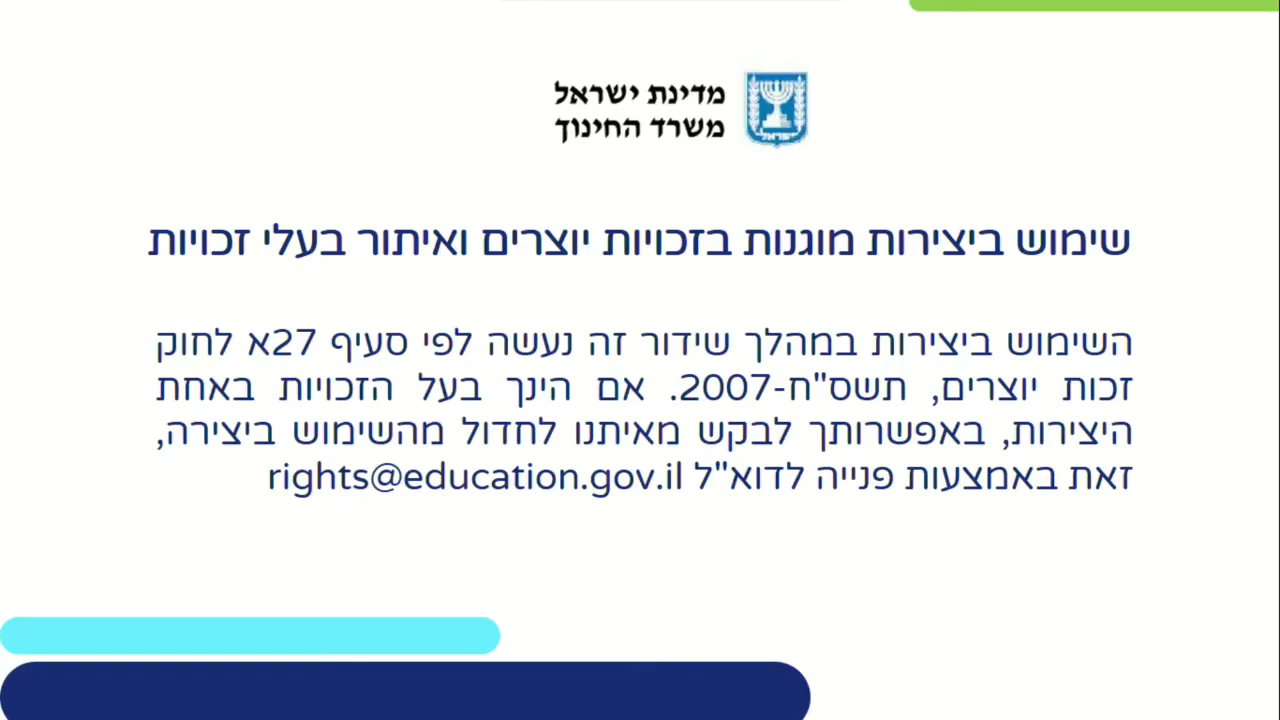 מדינת ישראל
משרד החינוך
שימוש ביצירות מוגנות בזכויות יוצרים ואיתור בעלי זכויות
השימוש ביצירות במהלך שידור זה נעשה לפי סעיף 27א לחוק
זכות יוצרים, תשס"ח-2007. אם הינך בעל הזכויות באחת
היצירות, באפשרותך לבקש מאיתנו לחדול מהשימוש ביצירה,
זאת באמצעות פנייה לדוא"ל rights@education.gov.il